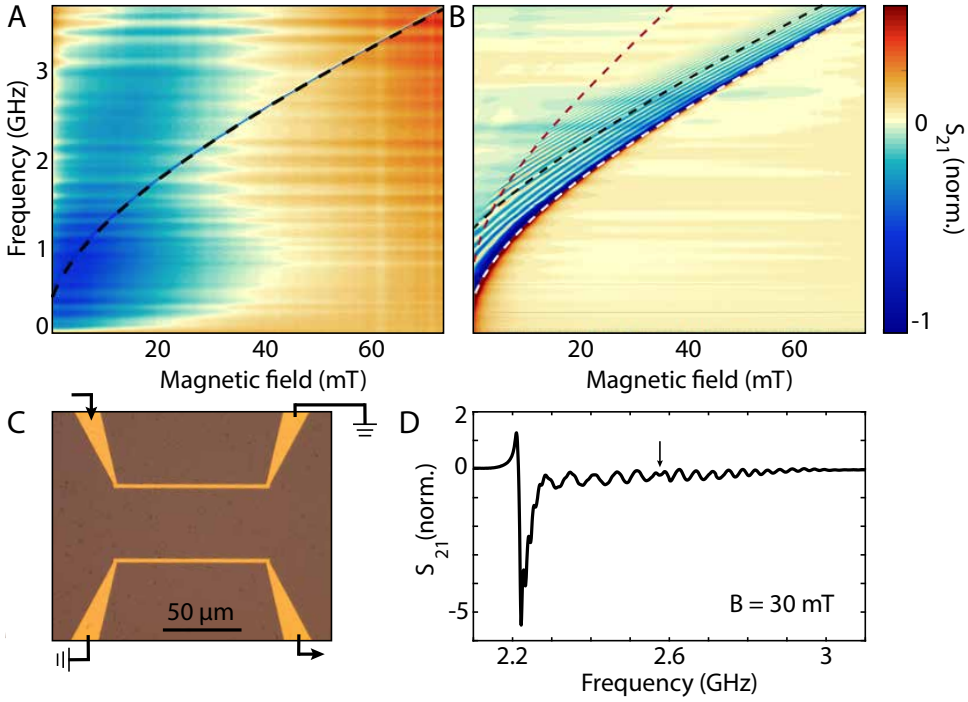 A
Frequency (GHz)
3
2
1
0
20
40
60
Magnetic field (mT)
B
20
40
60
Magnetic field (mT)
0
-1
S21 (norm.)
C
50 μm
D
S21(norm.)
2
0
-5
B = 30 mT
2.2
2.6
3
Frequency (GHz)